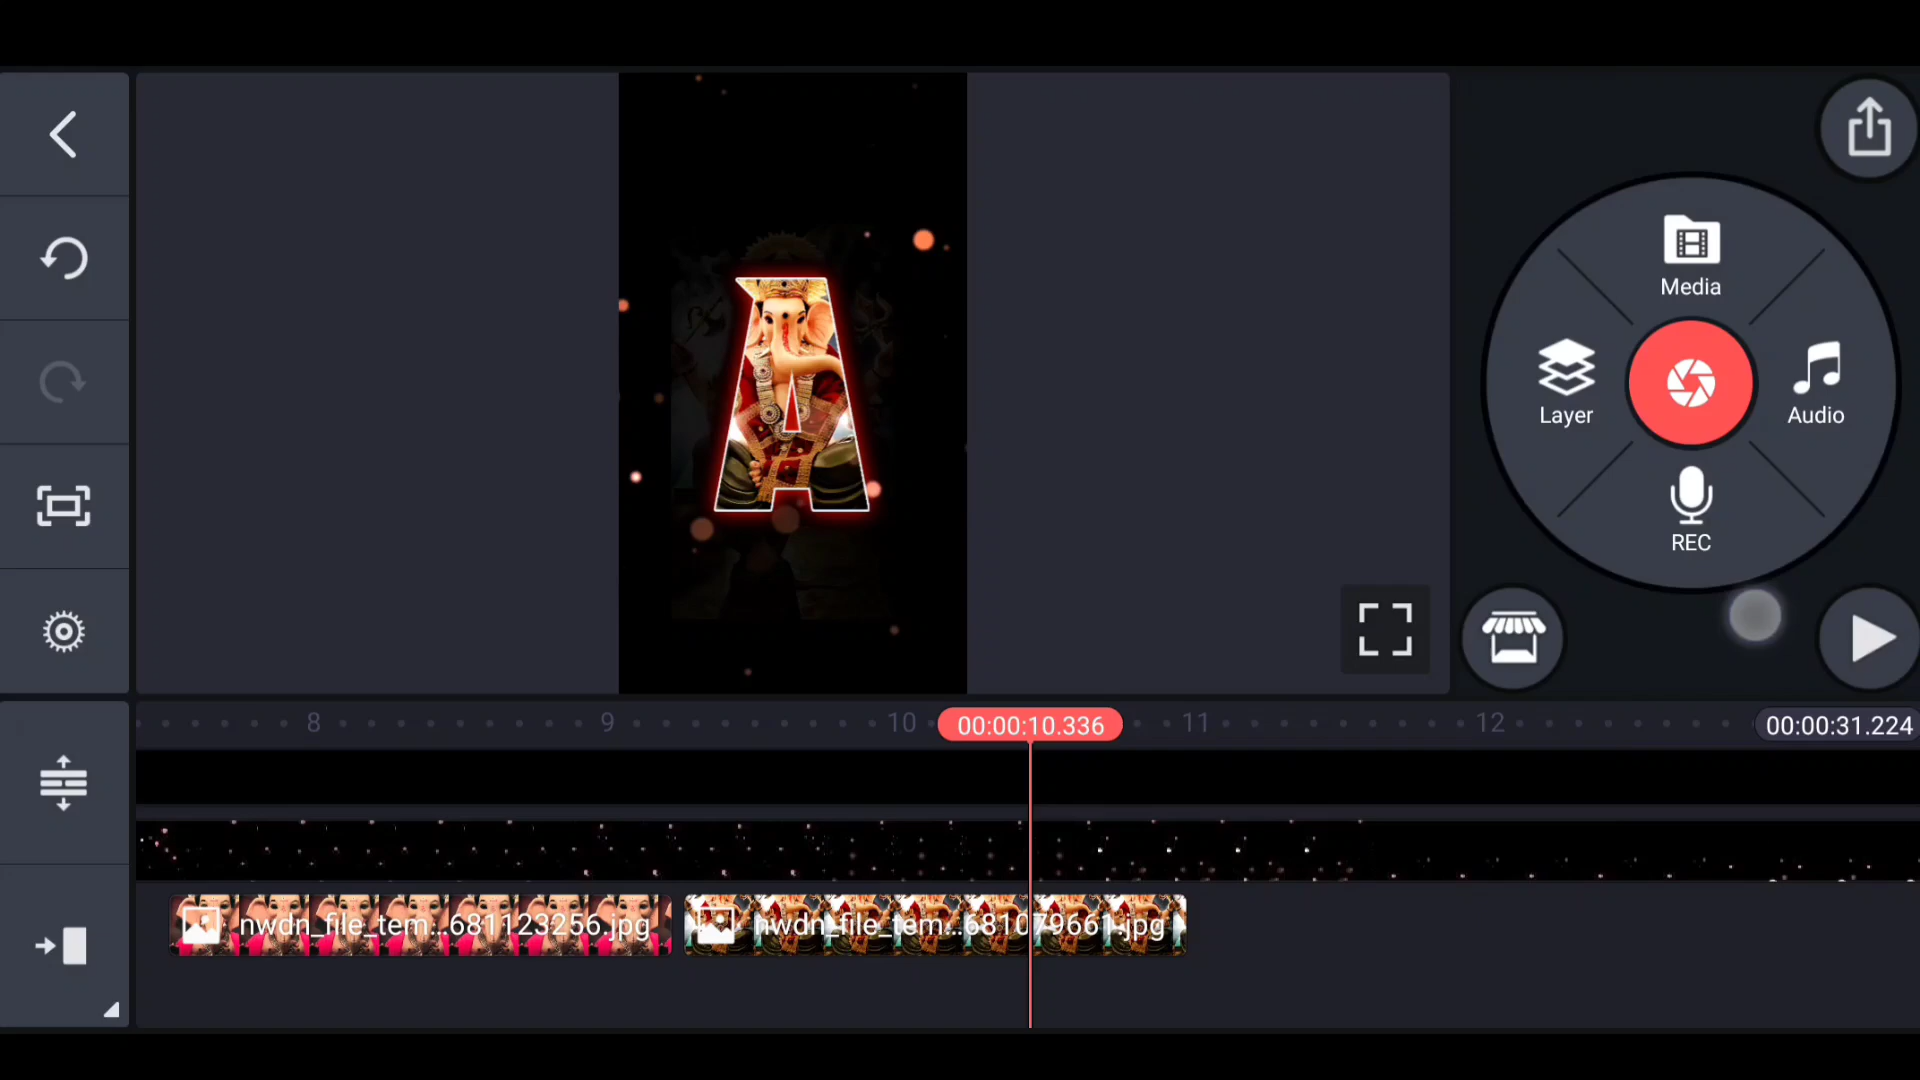 A
Media
Layer
Audio
REC
8
9
10
00:00:10.336
11
12
00:00:31.224
nwdn_file_tem...681123256.jpg
nwdn_file_tem...681079661.jpg